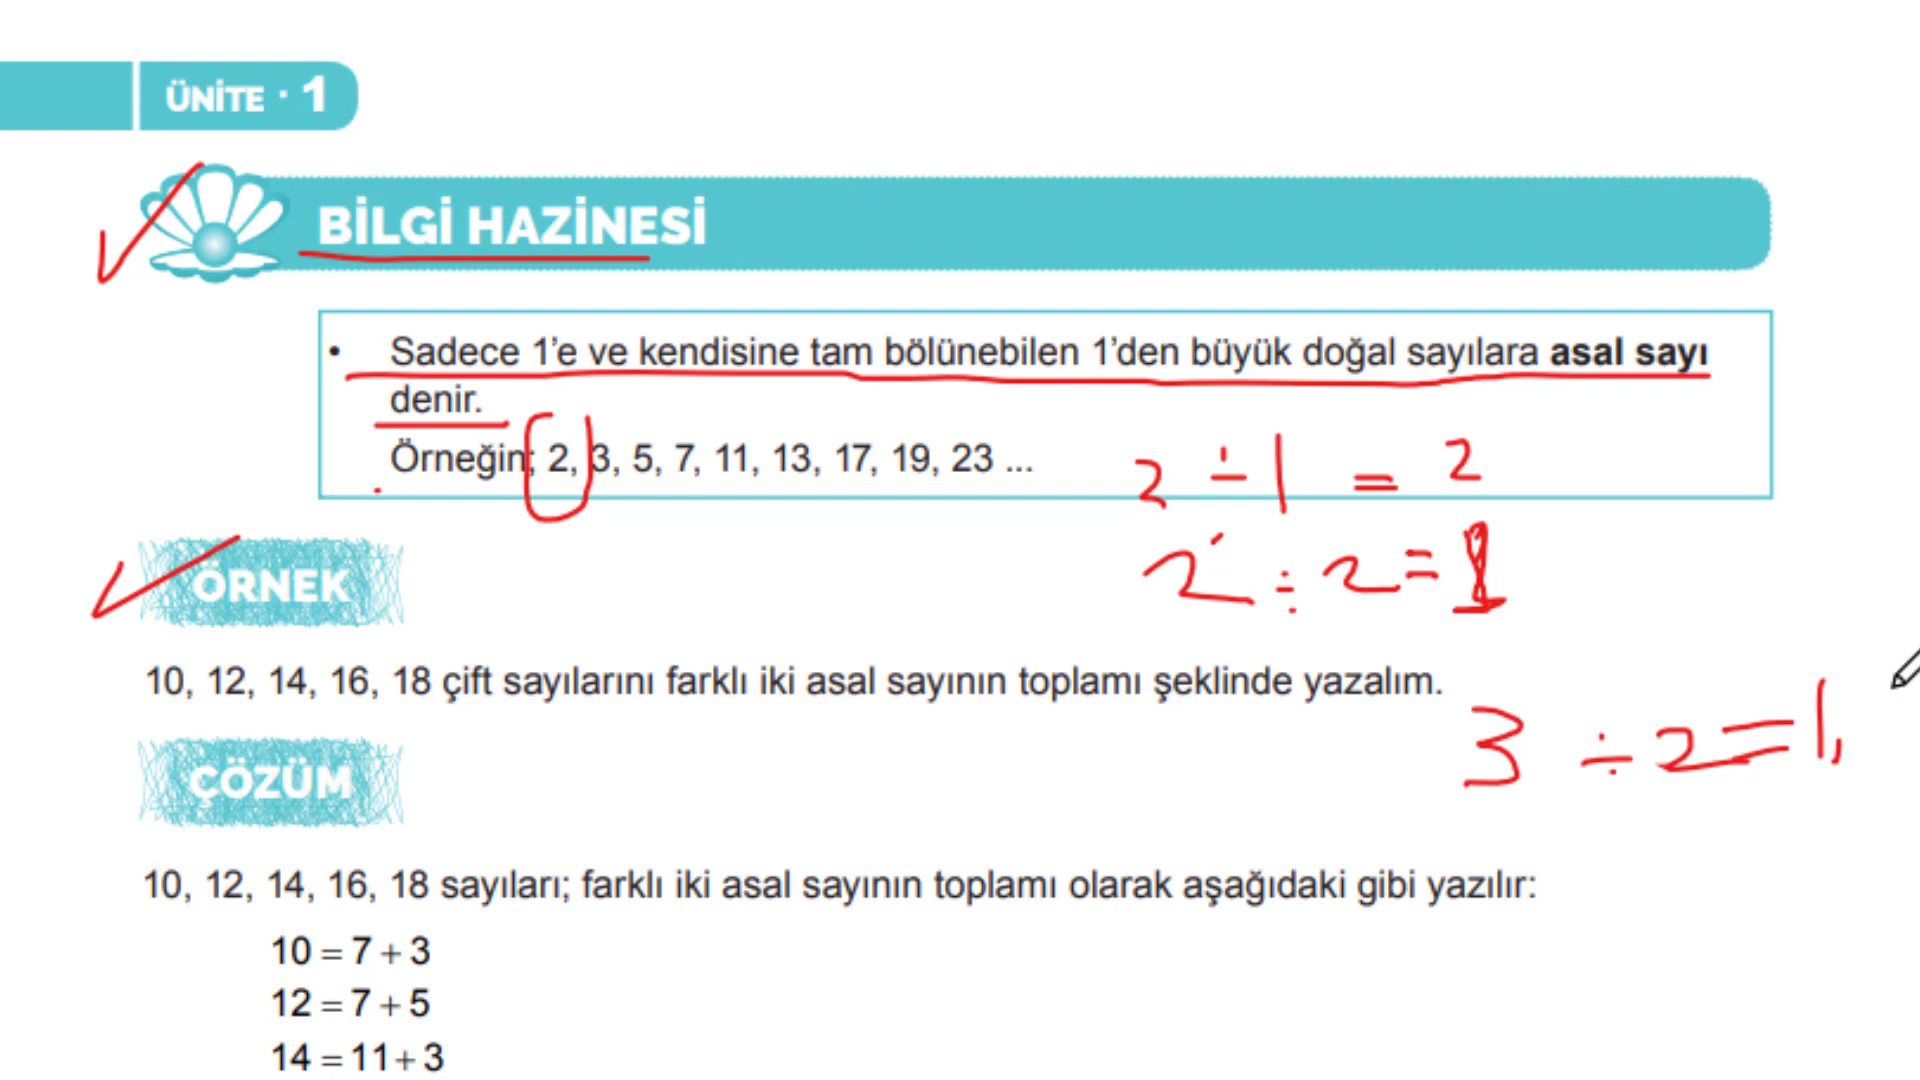 ÜNİTE · 1
BİLGİ HAZİNESİ
• Sadece 1’e ve kendisine tam bölünebilen 1’den büyük doğal sayılara asal sayı
denir.
Örneğin; 2, 3, 5, 7, 11, 13, 17, 19, 23 ...
2 ÷ 1 = 2
2 ÷ 2 = 1
ÖRNEK
10, 12, 14, 16, 18 çift sayılarını farklı iki asal sayının toplamı şeklinde yazalım.
3 ÷ 2 = 1,
ÇÖZÜM
10, 12, 14, 16, 18 sayıları; farklı iki asal sayının toplamı olarak aşağıdaki gibi yazılır:
10 = 7 + 3
12 = 7 + 5
14 = 11 + 3